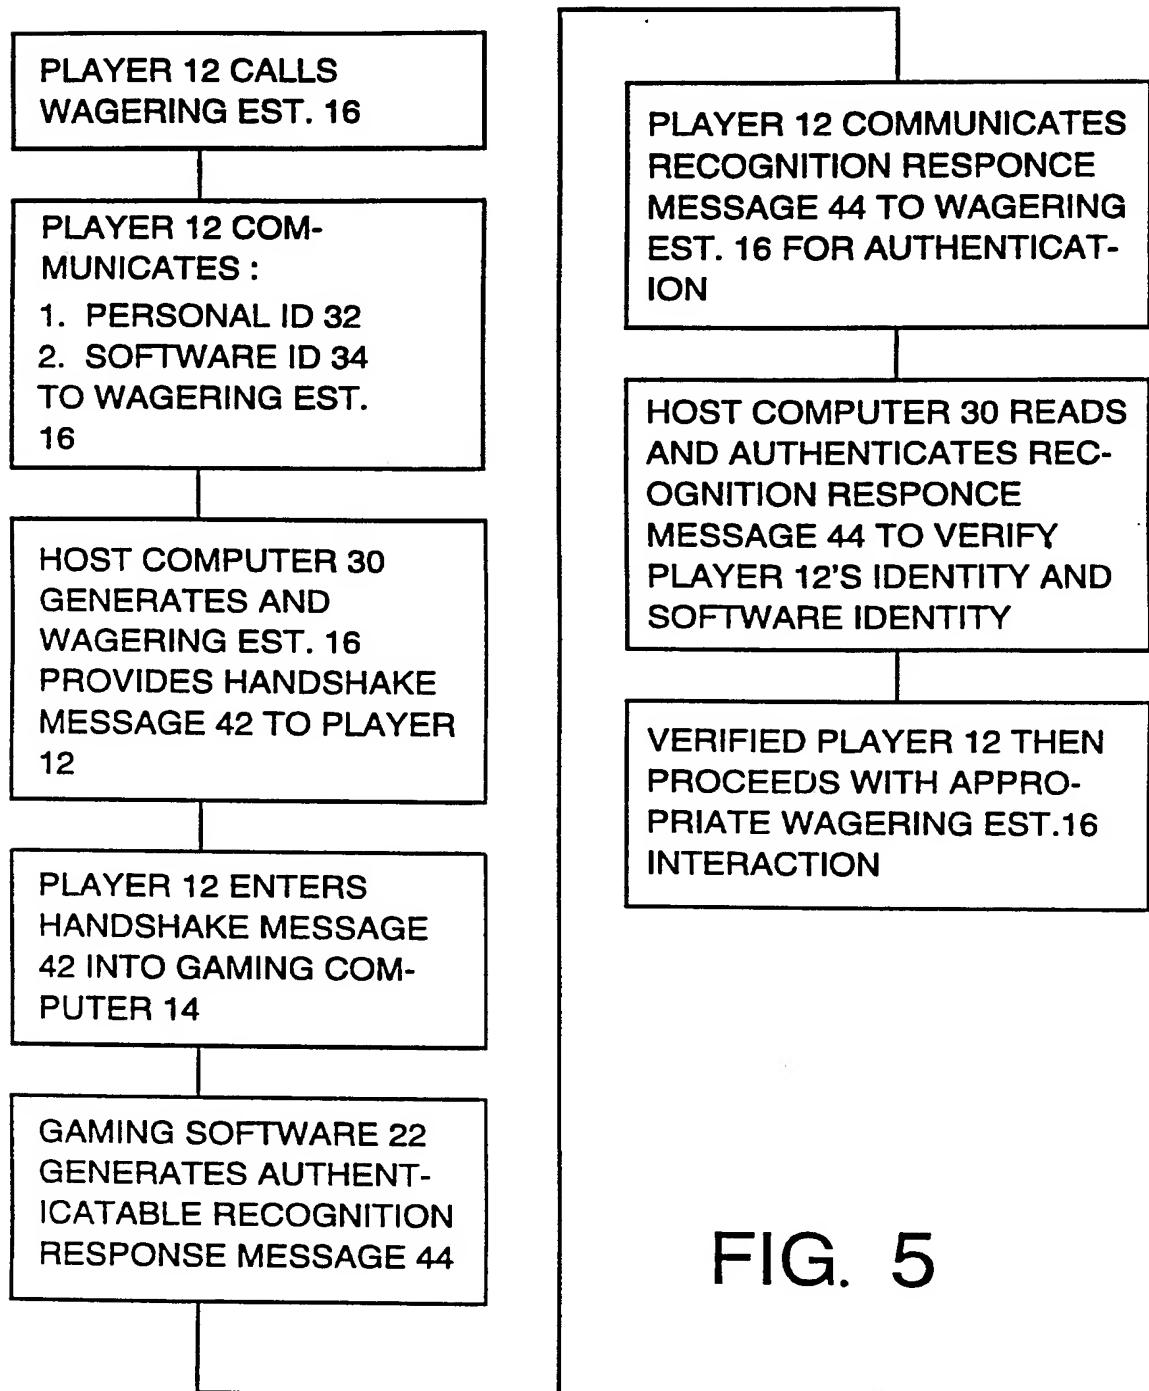 PLAYER 12 CALLS
WAGERING EST. 16
PLAYER 12 COM-
MUNICATES :
1. PERSONAL ID 32
2. SOFTWARE ID 34
TO WAGERING EST.
16
HOST COMPUTER 30
GENERATES AND
WAGERING EST. 16
PROVIDES HANDSHAKE
MESSAGE 42 TO PLAYER
12
PLAYER 12 ENTERS
HANDSHAKE MESSAGE
42 INTO GAMING COM-
PUTER 14
GAMING SOFTWARE 22
GENERATES AUTHENT-
ICATABLE RECOGNITION
RESPONSE MESSAGE 44
PLAYER 12 COMMUNICATES
RECOGNITION RESPONCE
MESSAGE 44 TO WAGERING
EST. 16 FOR AUTHENTICAT-
ION
HOST COMPUTER 30 READS
AND AUTHENTICATES REC-
OGNITION RESPONCE
MESSAGE 44 TO VERIFY
PLAYER 12'S IDENTITY AND
SOFTWARE IDENTITY
VERIFIED PLAYER 12 THEN
PROCEEDS WITH APPRO-
PRIATE WAGERING EST.16
INTERACTION
FIG. 5